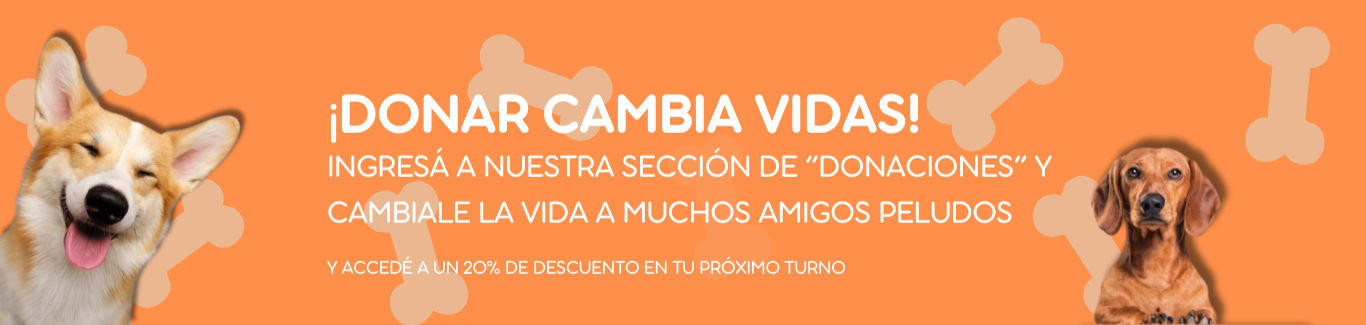 ¡DONAR CAMBIA VIDAS!
INGRESÁ A NUESTRA SECCIÓN DE “DONACIONES” Y
CAMBIALE LA VIDA A MUCHOS AMIGOS PELUDOS
Y ACCEDÉ A UN 20% DE DESCUENTO EN TU PRÓXIMO TURNO